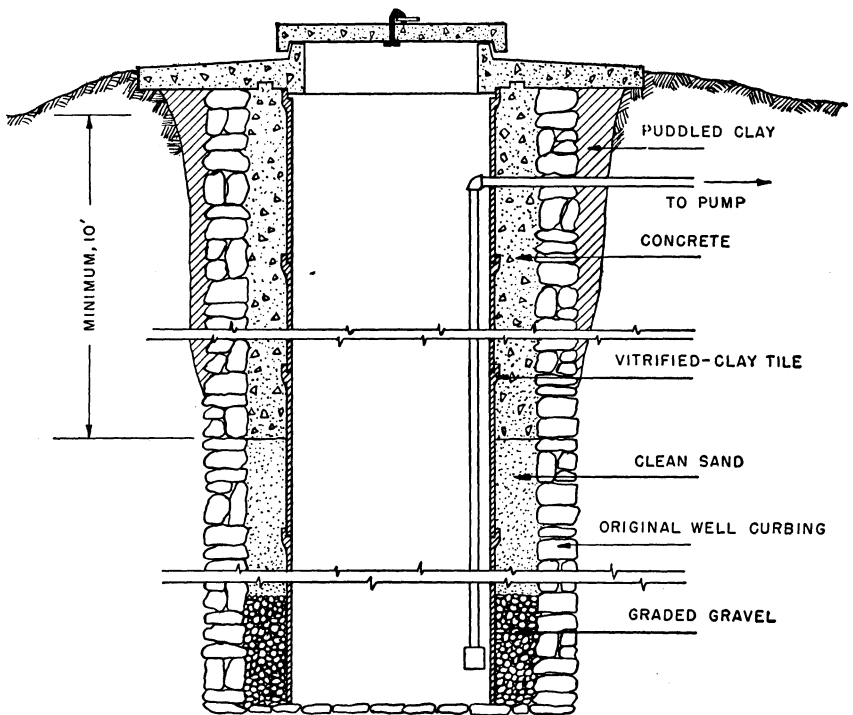 PUDDLED CLAY
TO PUMP
CONCRETE
MINIMUM, 10'
VITRIFIED-CLAY TILE
CLEAN SAND
ORIGINAL WELL CURBING
GRADED GRAVEL